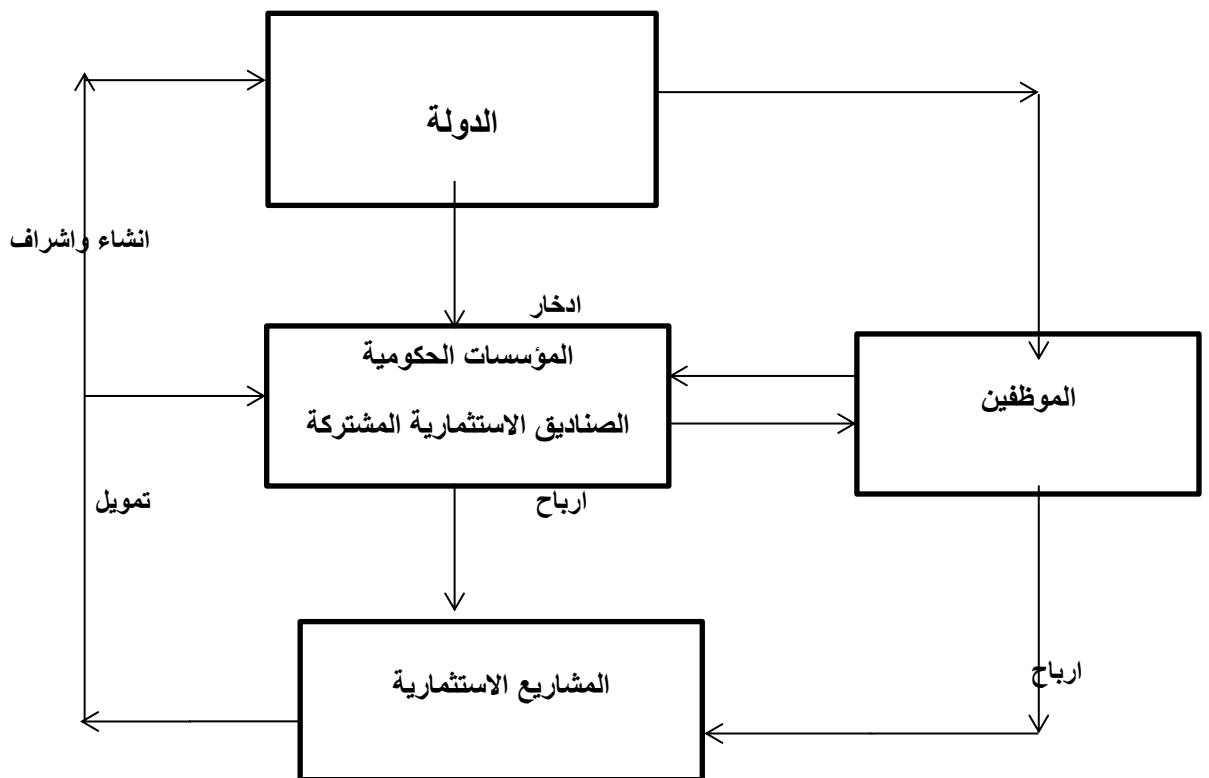 الدولة
انشاء واشراف
ادخار
المؤسسات الحكومية
الصناديق الاستثمارية المشتركة
الموظفين
ارباح
تمويل
المشاريع الاستثمارية
ارباح